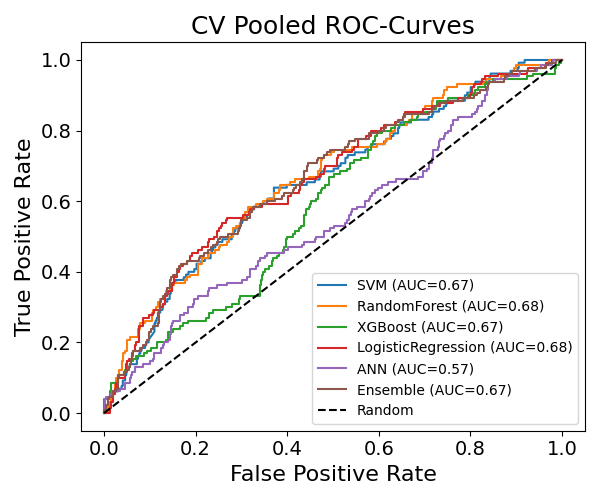 CV Pooled ROC-Curves
True Positive Rate
1.0
0.8
0.6
0.4
0.2
0.0
SVM (AUC=0.67)
RandomForest (AUC=0.68)
XGBoost (AUC=0.67)
LogisticRegression (AUC=0.68)
ANN (AUC=0.57)
Ensemble (AUC=0.67)
Random
0.0 0.2 0.4 0.6 0.8 1.0
False Positive Rate